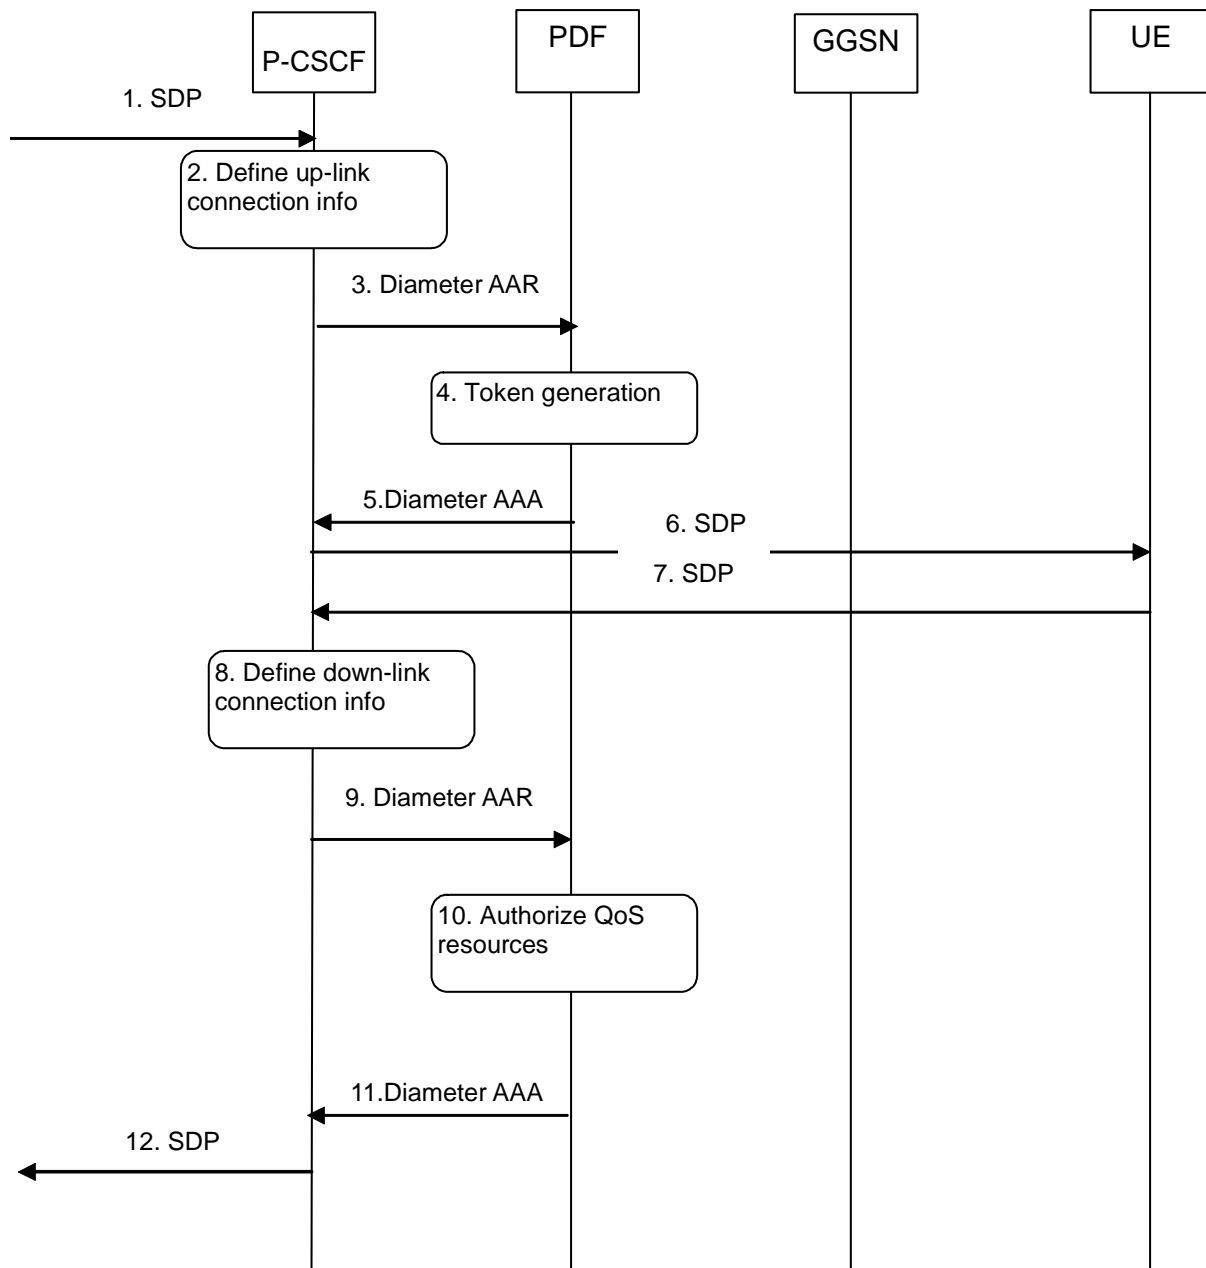 P-CSCF
PDF
GGSN
UE
1. SDP
2. Define up-link
connection info
3. Diameter AAR
4. Token generation
5.Diameter AAA
6. SDP
7. SDP
8. Define down-link
connection info
9. Diameter AAR
10. Authorize QoS
resources
11.Diameter AAA
12. SDP